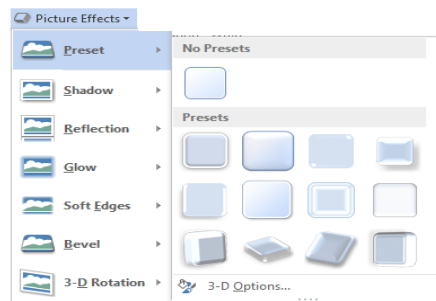 Picture Effects
Preset
Shadow
Reflection
Glow
Soft Edges
Bevel
3-D Rotation
No Presets
Presets
3-D Options...